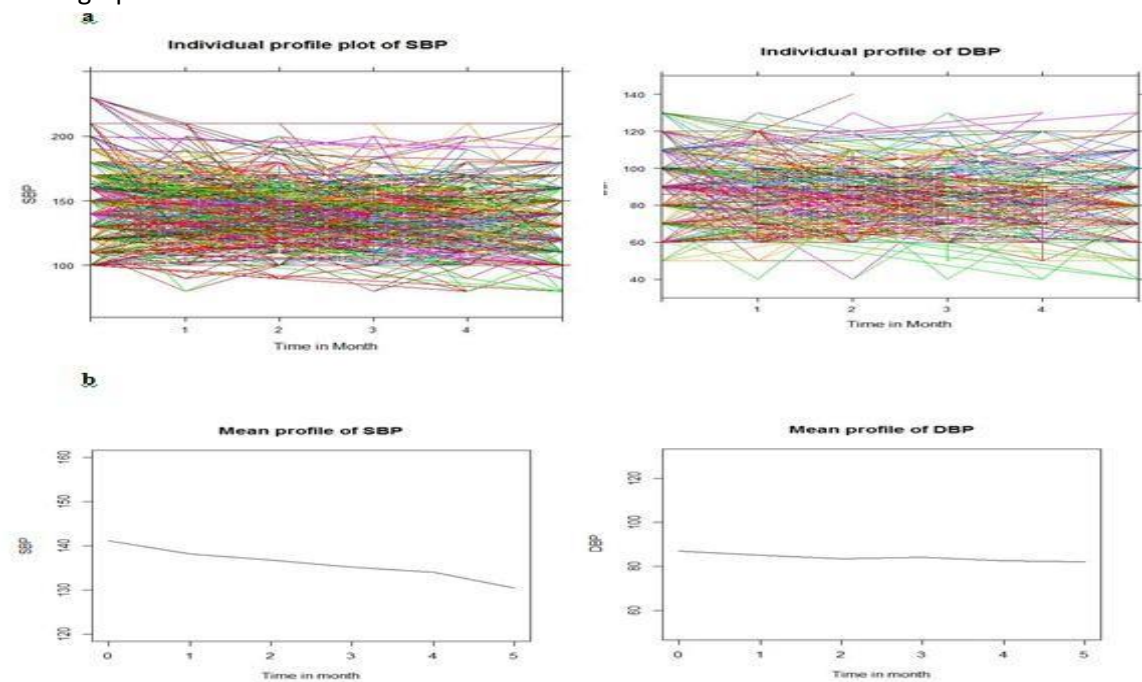 a
Individual profile plot of SBP
Individual profile of DBP
200
150
100
SBP
1 2 3 4
Time in Month
140
120
100
80
60
40
1 2 3 4
Time in Month
b
Mean profile of SBP
Mean profile of DBP
160
150
140
130
120
SBP
0 1 2 3 4 5
Time in month
120
100
80
60
DBP
0 1 2 3 4 5
Time in month